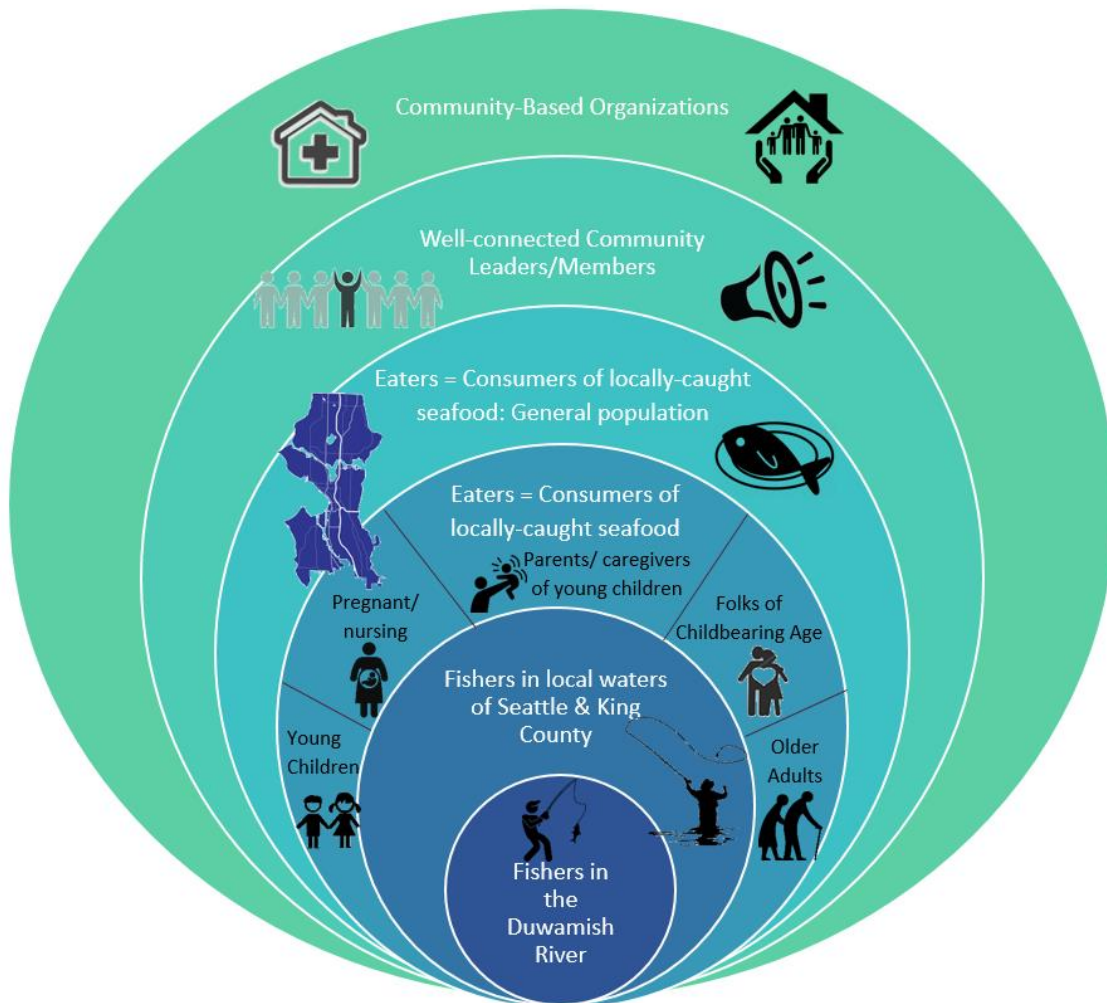 Community-Based Organizations
Well-connected Community
Leaders/Members
Eaters = Consumers of locally-caught
seafood: General population
Eaters = Consumers of
locally-caught seafood
Parents/ caregivers
of young children
Pregnant/
nursing
Folks of
Childbearing Age
Young
Children
Older
Adults
Fishers in local waters
of Seattle & King
County
Fishers in
the
Duwamish
River